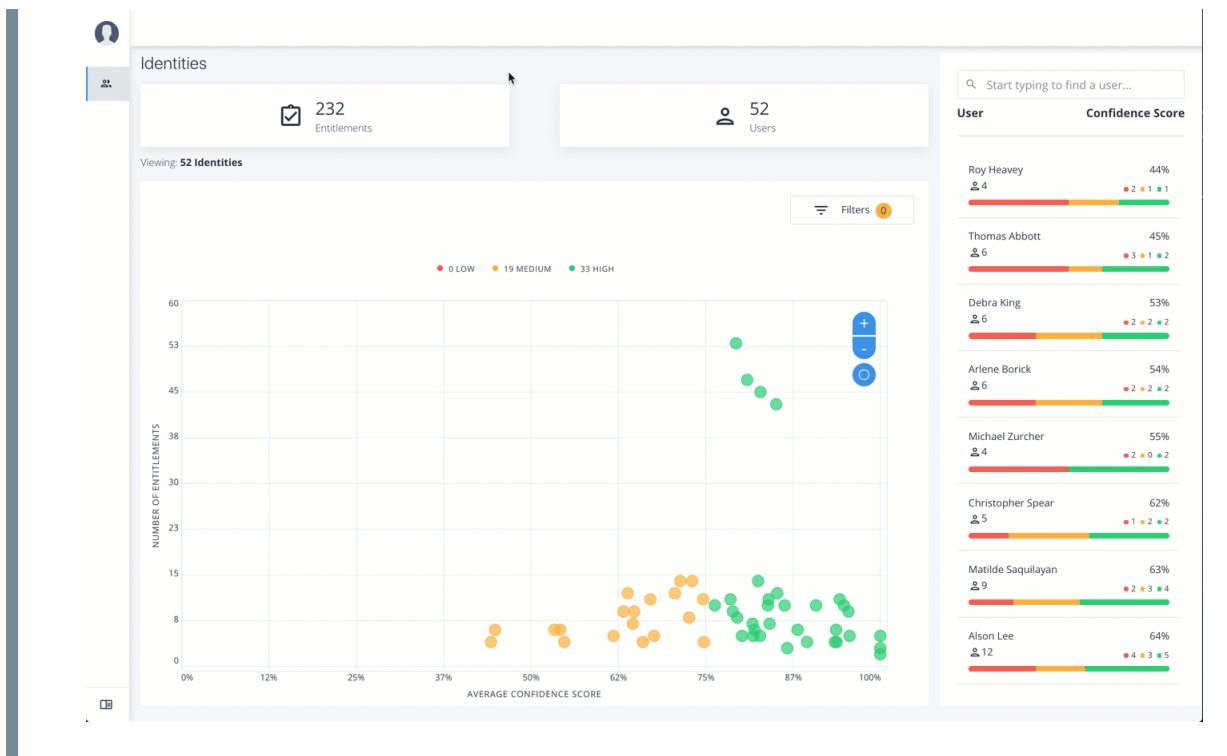 Identities
232
Entitlements
52
Users
Viewing: 52 Identities
Filters 0
0 LOW 19 MEDIUM 33 HIGH
+
-
NUMBER OF ENTITLEMENTS
60
53
45
38
30
23
15
8
0
0% 12% 25% 37% 50% 62% 75% 87% 100%
AVERAGE CONFIDENCE SCORE
Start typing to find a user...
User Confidence Score
Roy Heavey 44%
4 2 1 1
Thomas Abbott 45%
6 3 1 2
Debra King 53%
6 2 2 2
Arlene Borick 54%
6 2 2 2
Michael Zurcher 55%
4 2 0 2
Christopher Spear 62%
5 1 2 2
Matilde Saquilayan 63%
9 2 3 4
Alson Lee 64%
12 4 3 5